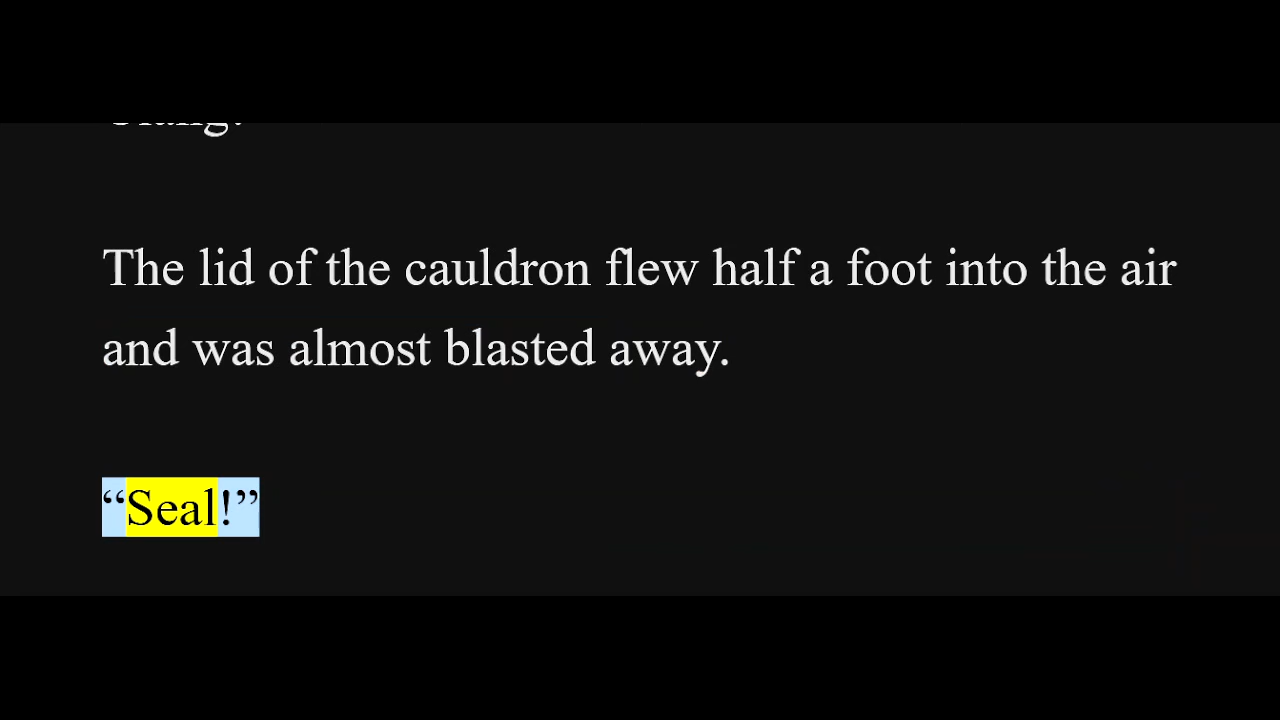 The lid of the cauldron flew half a foot into the air
and was almost blasted away.
“Seal!”